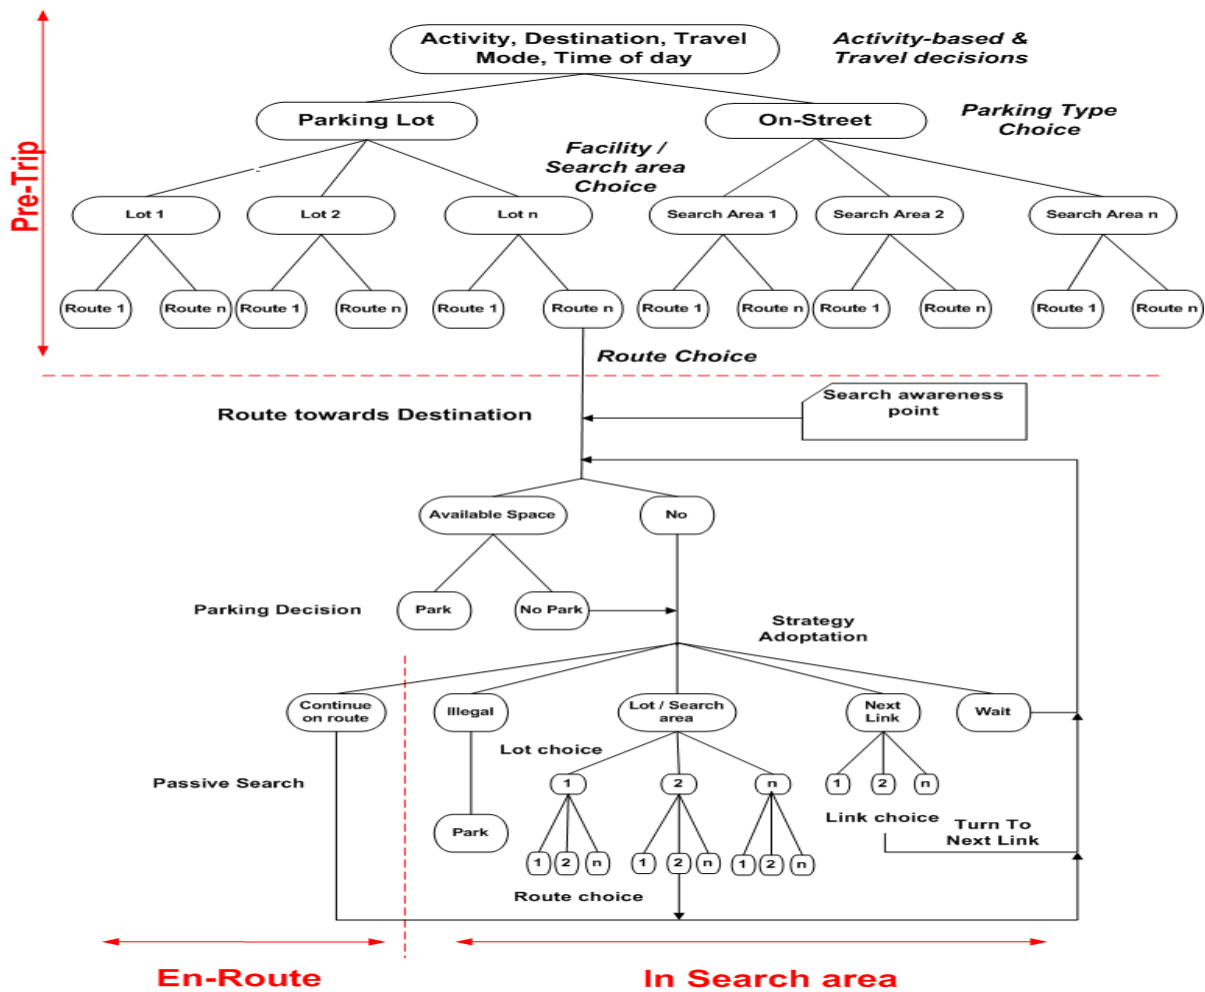 Activity, Destination, Travel
Mode, Time of day
Activity-based &
Travel decisions
Parking Lot
On-Street
Parking Type
Choice
Facility /
Search area
Choice
Pre-Trip
Lot 1
Lot 2
Lot n
Search Area 1
Search Area 2
Search Area n
Route 1
Route n
Route 1
Route n
Route 1
Route n
Route 1
Route n
Route 1
Route n
Route 1
Route n
Route Choice
Route towards Destination
Search awareness
point
Available Space
No
Parking Decision
Park
No Park
Strategy
Adoptation
Continue
on route
Illegal
Lot / Search
area
Next
Link
Wait
Lot choice
Passive Search
1
2
n
1
2
n
Link choice
Turn To
Next Link
Park
1
2
n
1
2
n
1
2
n
Route choice
En-Route
In Search area